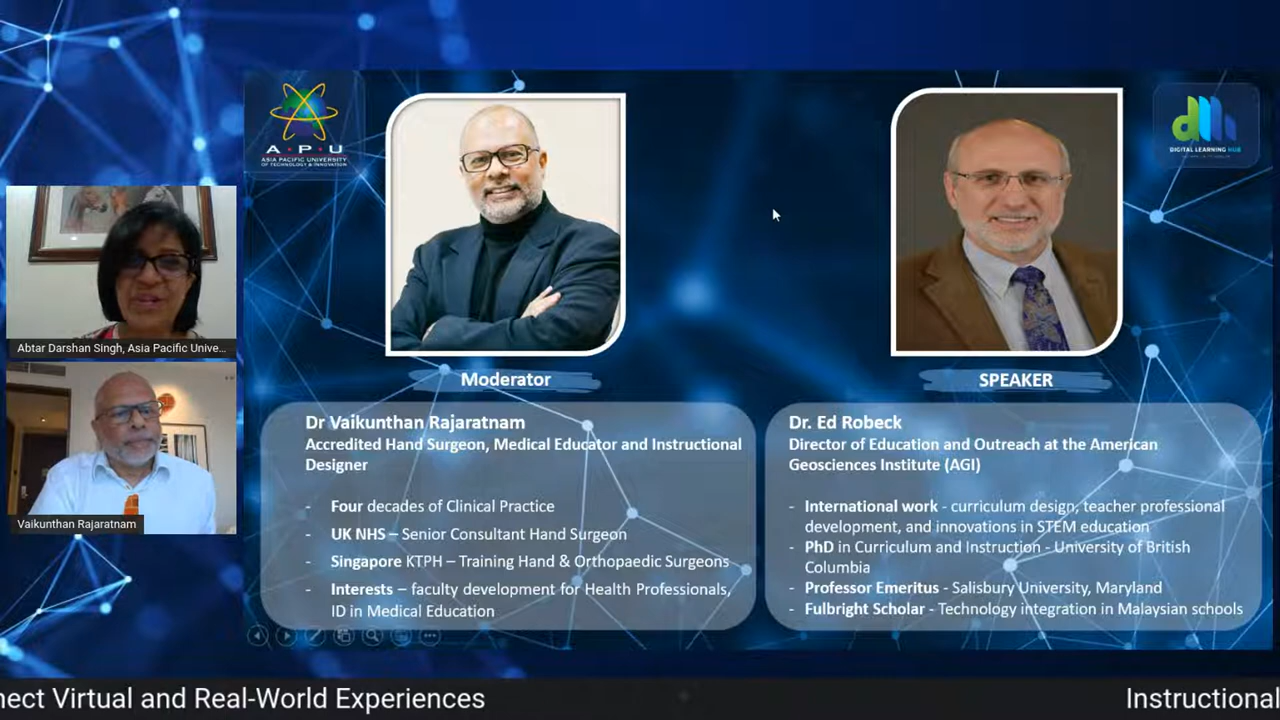 A • P • U
ASIA PACIFIC UNIVERSITY
OF TECHNOLOGY & INNOVATION
DIGITAL LEARNING HUB
Abtar Darshan Singh, Asia Pacific Unive...
Vaikunthan Rajaratnam
Moderator
Dr Vaikunthan Rajaratnam
Accredited Hand Surgeon, Medical Educator and Instructional
Designer
- Four decades of Clinical Practice
- UK NHS – Senior Consultant Hand Surgeon
- Singapore KTPH – Training Hand & Orthopaedic Surgeons
- Interests – faculty development for Health Professionals,
ID in Medical Education
SPEAKER
Dr. Ed Robeck
Director of Education and Outreach at the American
Geosciences Institute (AGI)
- International work - curriculum design, teacher professional
development, and innovations in STEM education
- PhD in Curriculum and Instruction - University of British
Columbia
- Professor Emeritus - Salisbury University, Maryland
- Fulbright Scholar - Technology integration in Malaysian schools
nect Virtual and Real-World Experiences
Instructional